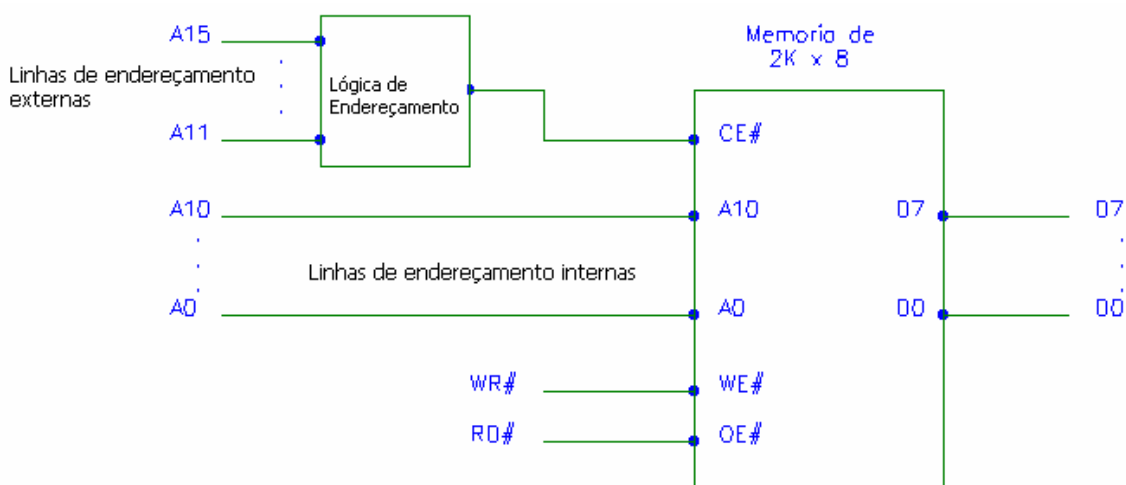 A15
Memoria de
2K x 8
Linhas de endereçamento
externas
Lógica de
Endereçamento
A11
CE#
A10
A10
D7
D7
Linhas de endereçamento internas
A0
A0
D0
D0
WR#
WE#
RD#
OE#